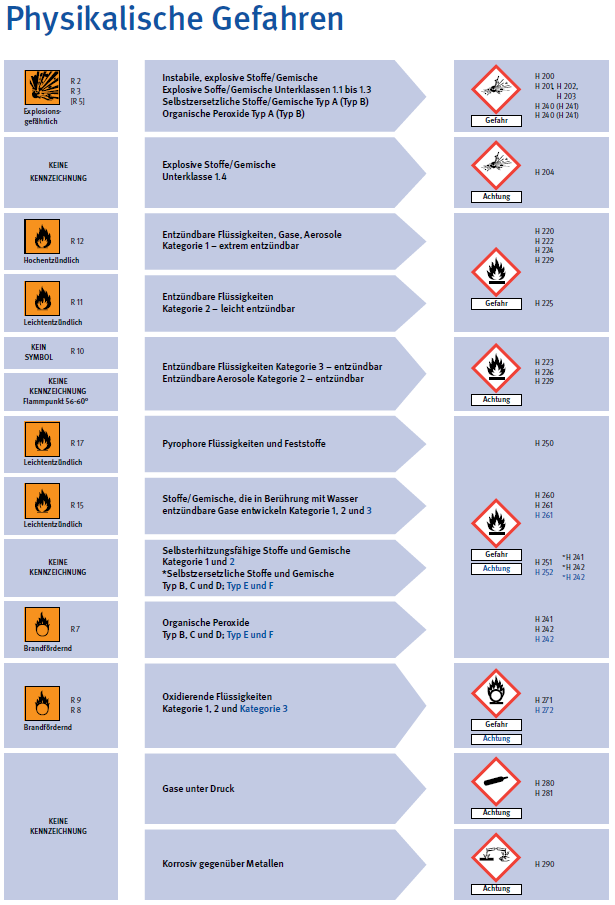 Physikalische Gefahren
R 2
R 3
[R 5]
Explosions-
gefährlich
Instabile, explosive Stoffe/Gemische
Explosive Soffe/Gemische Unterklassen 1.1 bis 1.3
Selbstzersetzliche Stoffe/Gemische Typ A (Typ B)
Organische Peroxide Typ A (Typ B)
H 200
H 201, H 202,
H 203
H 240 (H 241)
H 240 (H 241)
Gefahr
KEINE
KENNZEICHNUNG
Explosive Stoffe/Gemische
Unterklasse 1.4
H 204
Achtung
R 12
Hochentzündlich
Entzündbare Flüssigkeiten, Gase, Aerosole
Kategorie 1 – extrem entzündbar
H 220
H 222
H 224
H 229
R 11
Leichtentzündlich
Entzündbare Flüssigkeiten
Kategorie 2 – leicht entzündbar
Gefahr
H 225
KEIN
SYMBOL
R 10
KEINE
KENNZEICHNUNG
Flammpunkt 56-60°
Entzündbare Flüssigkeiten Kategorie 3 – entzündbar
Entzündbare Aerosole Kategorie 2 – entzündbar
H 223
H 226
H 229
Achtung
R 17
Leichtentzündlich
Pyrophore Flüssigkeiten und Feststoffe
H 250
R 15
Leichtentzündlich
Stoffe/Gemische, die in Berührung mit Wasser
entzündbare Gase entwickeln Kategorie 1, 2 und 3
H 260
H 261
H 261
KEINE
KENNZEICHNUNG
Selbsterhitzungsfähige Stoffe und Gemische
Kategorie 1 und 2
*Selbstzersetzliche Stoffe und Gemische
Typ B, C und D; Typ E und F
Gefahr
Achtung
H 251
H 252
*H 241
*H 242
*H 242
R 7
Brandfördernd
Organische Peroxide
Typ B, C und D; Typ E und F
H 241
H 242
H 242
R 9
R 8
Brandfördernd
Oxidierende Flüssigkeiten
Kategorie 1, 2 und Kategorie 3
H 271
H 272
Gefahr
Achtung
KEINE
KENNZEICHNUNG
Gase unter Druck
H 280
H 281
Achtung
Korrosiv gegenüber Metallen
H 290
Achtung